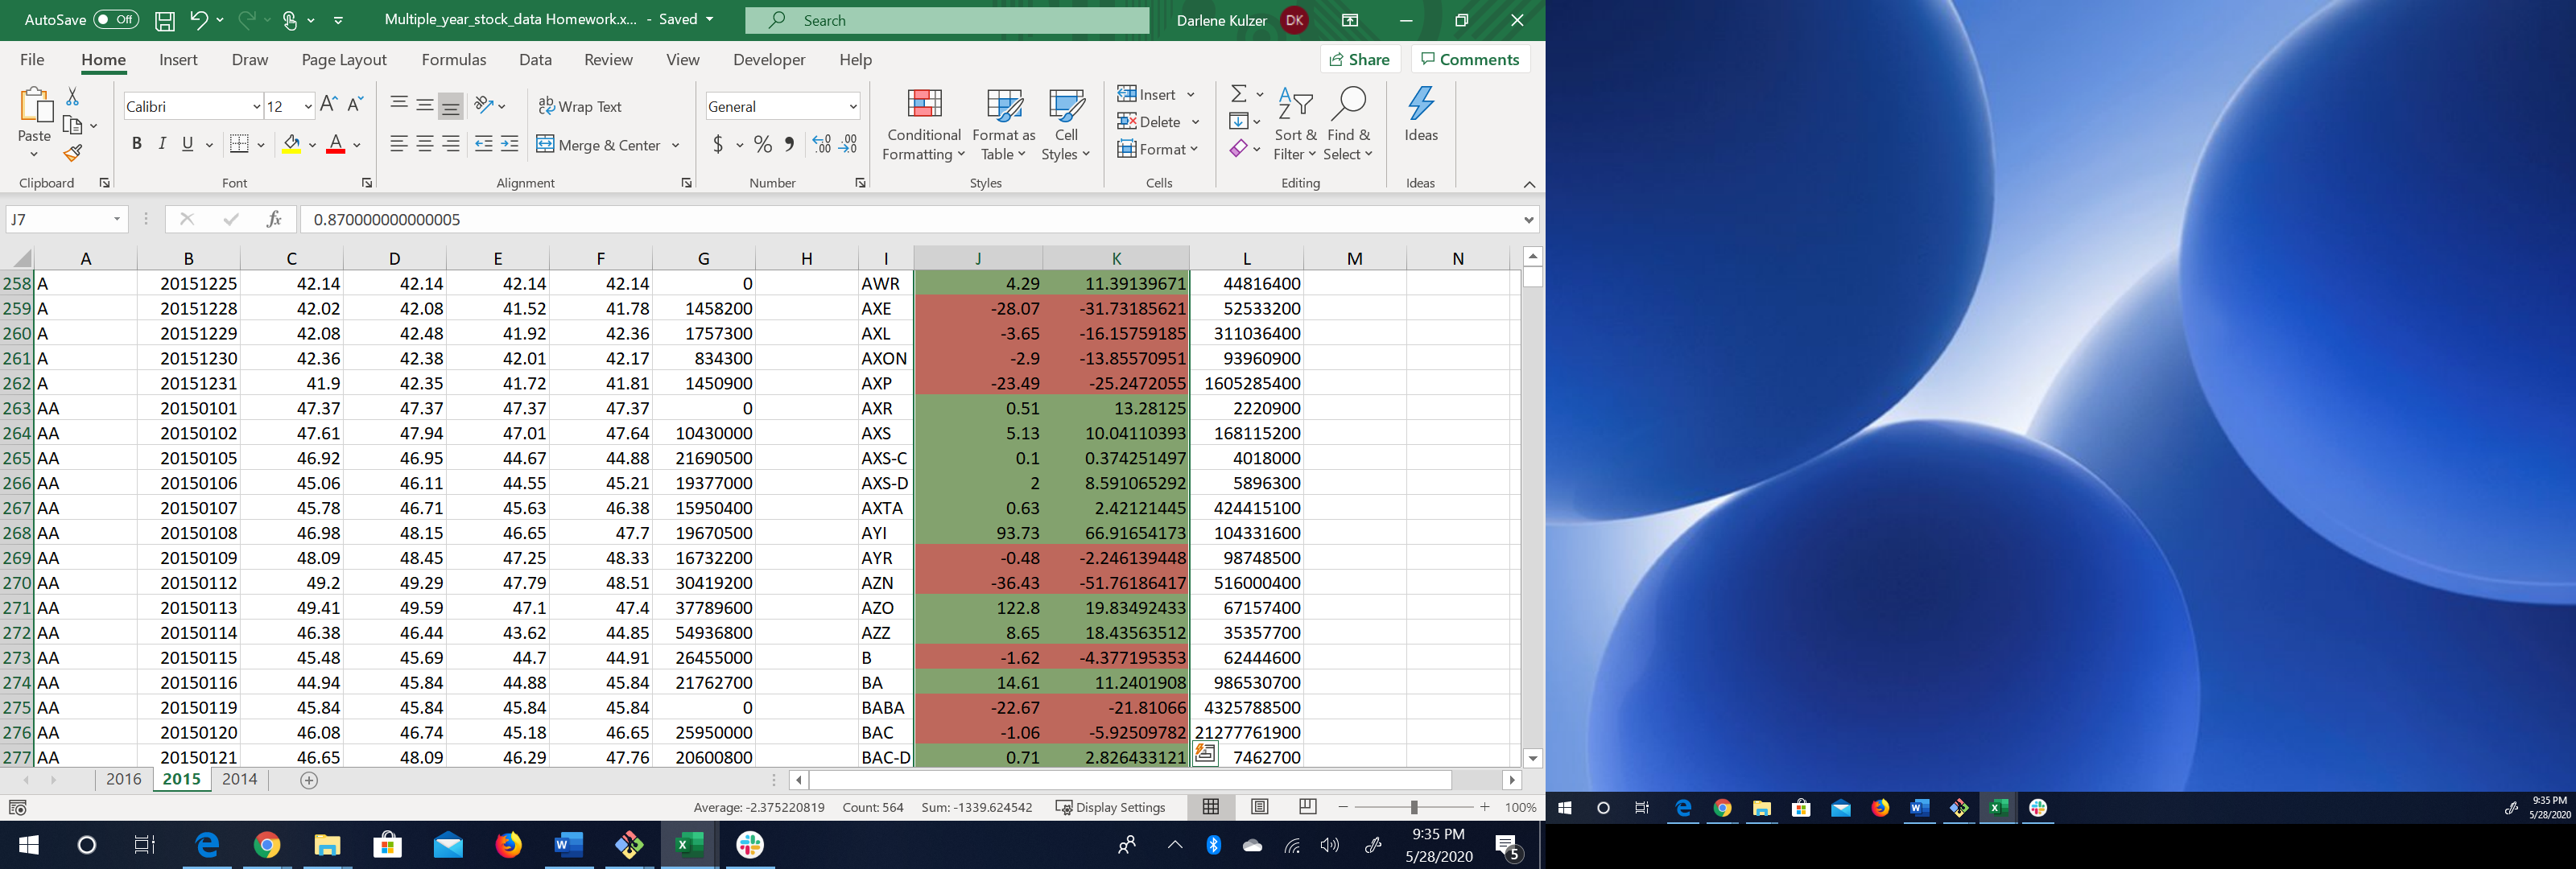 AutoSave Off Multiple_year_stock_data Homework.x... - Saved Search Darlene Kulzer DK
File Home Insert Draw Page Layout Formulas Data Review View Developer Help Share Comments
Calibri 12 A A ab Wrap Text General Insert Σ A Z
Paste B I U A Merge & Center $ % , .00 .0 Conditional Formatting Format as Table Cell Styles Delete Format Sort & Filter Find & Select Ideas
Clipboard Font Alignment Number Styles Cells Editing Ideas
J7 fx 0.870000000000005
A B C D E F G H I J K L M N
258 A 20151225 42.14 42.14 42.14 42.14 0 AWR 4.29 11.39139671 44816400
259 A 20151228 42.02 42.08 41.52 41.78 1458200 AXE -28.07 -31.73185621 52533200
260 A 20151229 42.08 42.48 41.92 42.36 1757300 AXL -3.65 -16.15759185 311036400
261 A 20151230 42.36 42.38 42.01 42.17 834300 AXON -2.9 -13.85570951 93960900
262 A 20151231 41.9 42.35 41.72 41.81 1450900 AXP -23.49 -25.2472055 1605285400
263 AA 20150101 47.37 47.37 47.37 47.37 0 AXR 0.51 13.28125 2220900
264 AA 20150102 47.61 47.94 47.01 47.64 10430000 AXS 5.13 10.04110393 168115200
265 AA 20150105 46.92 46.95 44.67 44.88 21690500 AXS-C 0.1 0.374251497 4018000
266 AA 20150106 45.06 46.11 44.55 45.21 19377000 AXS-D 2 8.591065292 5896300
267 AA 20150107 45.78 46.71 45.63 46.38 15950400 AXTA 0.63 2.42121445 424415100
268 AA 20150108 46.98 48.15 46.65 47.7 19670500 AYI 93.73 66.91654173 104331600
269 AA 20150109 48.09 48.45 47.25 48.33 16732200 AYR -0.48 -2.246139448 98748500
270 AA 20150112 49.2 49.29 47.79 48.51 30419200 AZN -36.43 -51.76186417 516000400
271 AA 20150113 49.41 49.59 47.1 47.4 37789600 AZO 122.8 19.83492433 67157400
272 AA 20150114 46.38 46.44 43.62 44.85 54936800 AZZ 8.65 18.43563512 35357700
273 AA 20150115 45.48 45.69 44.7 44.91 26455000 B -1.62 -4.377195353 62444600
274 AA 20150116 44.94 45.84 44.88 45.84 21762700 BA 14.61 11.2401908 986530700
275 AA 20150119 45.84 45.84 45.84 45.84 0 BABA -22.67 -21.81066 4325788500
276 AA 20150120 46.08 46.74 45.18 46.65 25950000 BAC -1.06 -5.92509782 21277761900
277 AA 20150121 46.65 48.09 46.29 47.76 20600800 BAC-D 0.71 2.826433121 7462700
2016 2015 2014
Average: -2.375220819 Count: 564 Sum: -1339.624542 Display Settings 100%
9:35 PM
5/28/2020
5
9:35 PM
5/28/2020